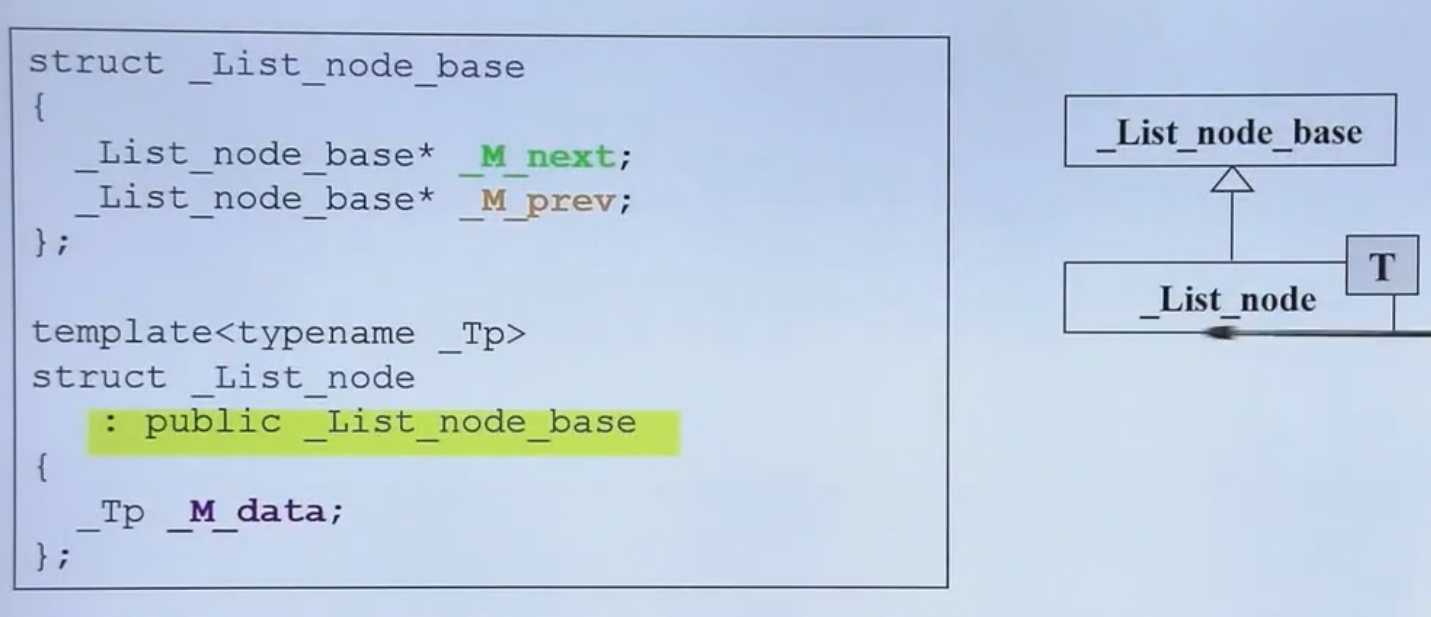 struct _List_node_base
{
_List_node_base* _M_next;
_List_node_base* _M_prev;
};
template<typename _Tp>
struct _List_node
: public _List_node_base
{
_Tp _M_data;
};
_List_node_base
T
_List_node